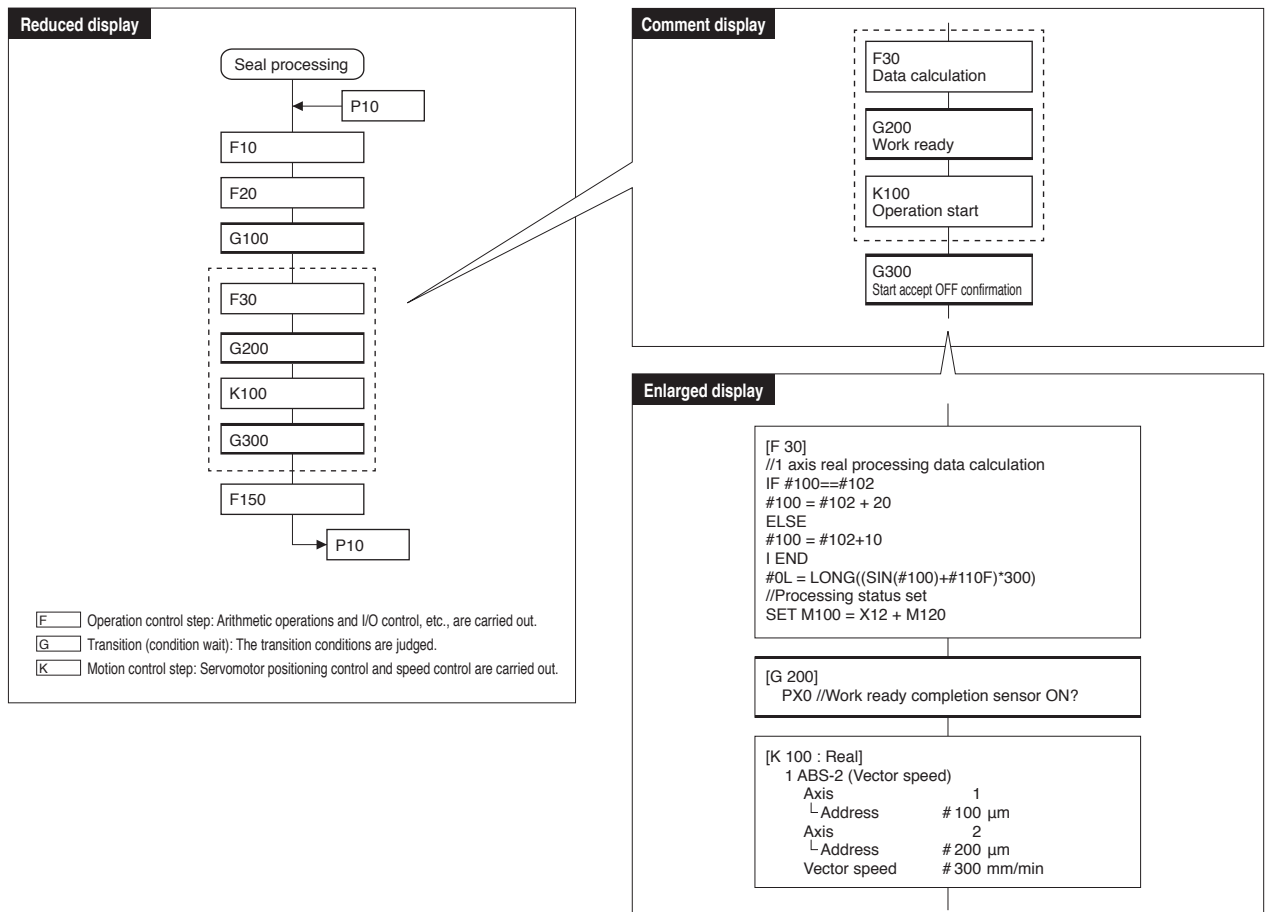 Reduced display
Seal processing
P10
F10
F20
G100
F30
G200
K100
G300
F150
P10
F Operation control step: Arithmetic operations and I/O control, etc., are carried out.
G Transition (condition wait): The transition conditions are judged.
K Motion control step: Servomotor positioning control and speed control are carried out.
Comment display
F30
Data calculation
G200
Work ready
K100
Operation start
G300
Start accept OFF confirmation
Enlarged display
[F 30]
//1 axis real processing data calculation
IF #100==#102
#100 = #102 + 20
ELSE
#100 = #102+10
I END
#0L = LONG((SIN(#100)+#110F)*300)
//Processing status set
SET M100 = X12 + M120
[G 200]
PX0 //Work ready completion sensor ON?
[K 100 : Real]
1 ABS-2 (Vector speed)
Axis 1
Address # 100 µm
Axis 2
Address # 200 µm
Vector speed # 300 mm/min